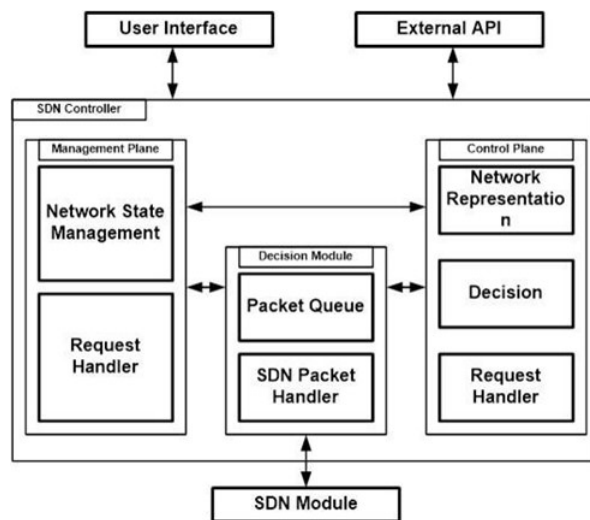 User Interface
External API
SDN Controller
Management Plane
Network State
Management
Request
Handler
Decision Module
Packet Queue
SDN Packet
Handler
Control Plane
Network
Representatio
n
Decision
Request
Handler
SDN Module